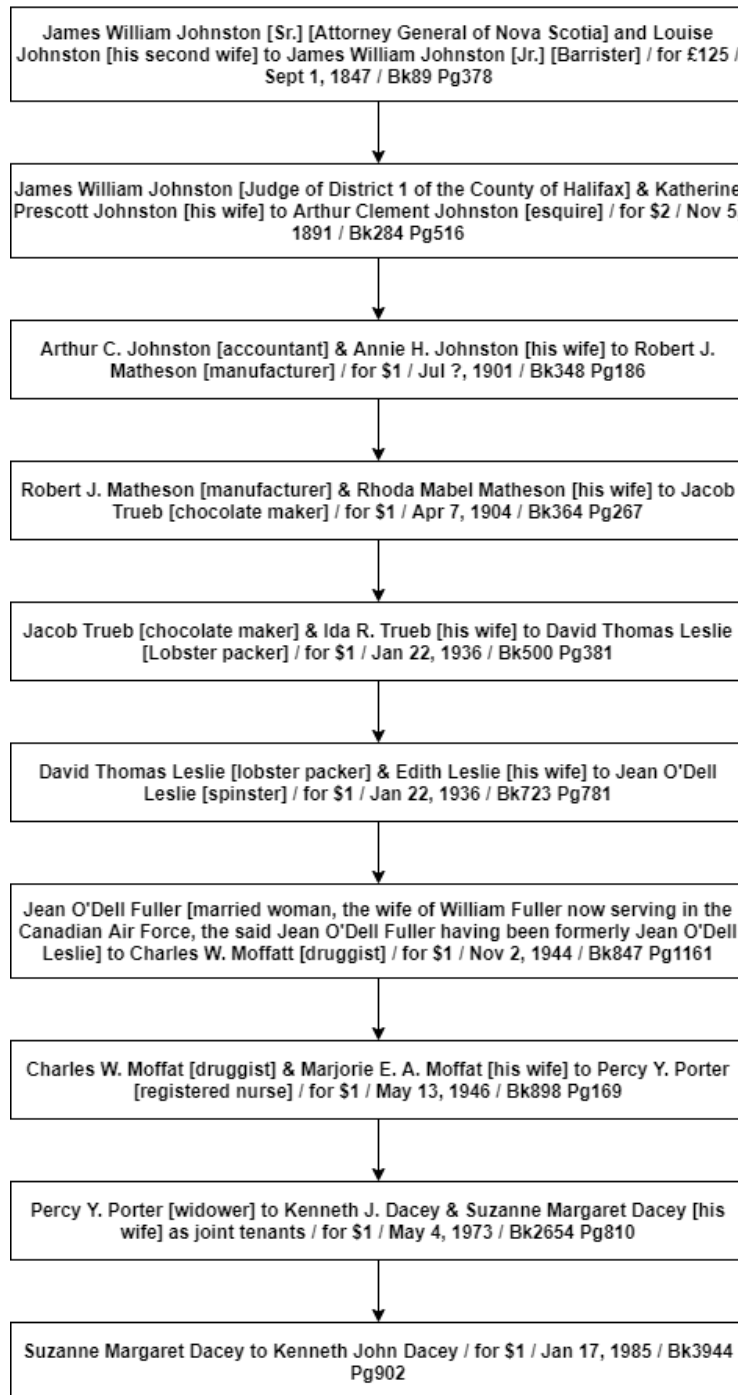 James William Johnston [Sr.] [Attorney General of Nova Scotia] and Louise
Johnston [his second wife] to James William Johnston [Jr.] [Barrister] / for £125 /
Sept 1, 1847 / Bk89 Pg378
James William Johnston [Judge of District 1 of the County of Halifax] & Katherine
Prescott Johnston [his wife] to Arthur Clement Johnston [esquire] / for $2 / Nov 5,
1891 / Bk284 Pg516
Arthur C. Johnston [accountant] & Annie H. Johnston [his wife] to Robert J.
Matheson [manufacturer] / for $1 / Jul ?, 1901 / Bk348 Pg186
Robert J. Matheson [manufacturer] & Rhoda Mabel Matheson [his wife] to Jacob
Trueb [chocolate maker] / for $1 / Apr 7, 1904 / Bk364 Pg267
Jacob Trueb [chocolate maker] & Ida R. Trueb [his wife] to David Thomas Leslie
[Lobster packer] / for $1 / Jan 22, 1936 / Bk500 Pg381
David Thomas Leslie [lobster packer] & Edith Leslie [his wife] to Jean O'Dell
Leslie [spinster] / for $1 / Jan 22, 1936 / Bk723 Pg781
Jean O'Dell Fuller [married woman, the wife of William Fuller now serving in the
Canadian Air Force, the said Jean O'Dell Fuller having been formerly Jean O'Dell
Leslie] to Charles W. Moffatt [druggist] / for $1 / Nov 2, 1944 / Bk847 Pg1161
Charles W. Moffat [druggist] & Marjorie E. A. Moffat [his wife] to Percy Y. Porter
[registered nurse] / for $1 / May 13, 1946 / Bk898 Pg169
Percy Y. Porter [widower] to Kenneth J. Dacey & Suzanne Margaret Dacey [his
wife] as joint tenants / for $1 / May 4, 1973 / Bk2654 Pg810
Suzanne Margaret Dacey to Kenneth John Dacey / for $1 / Jan 17, 1985 / Bk3944
Pg902